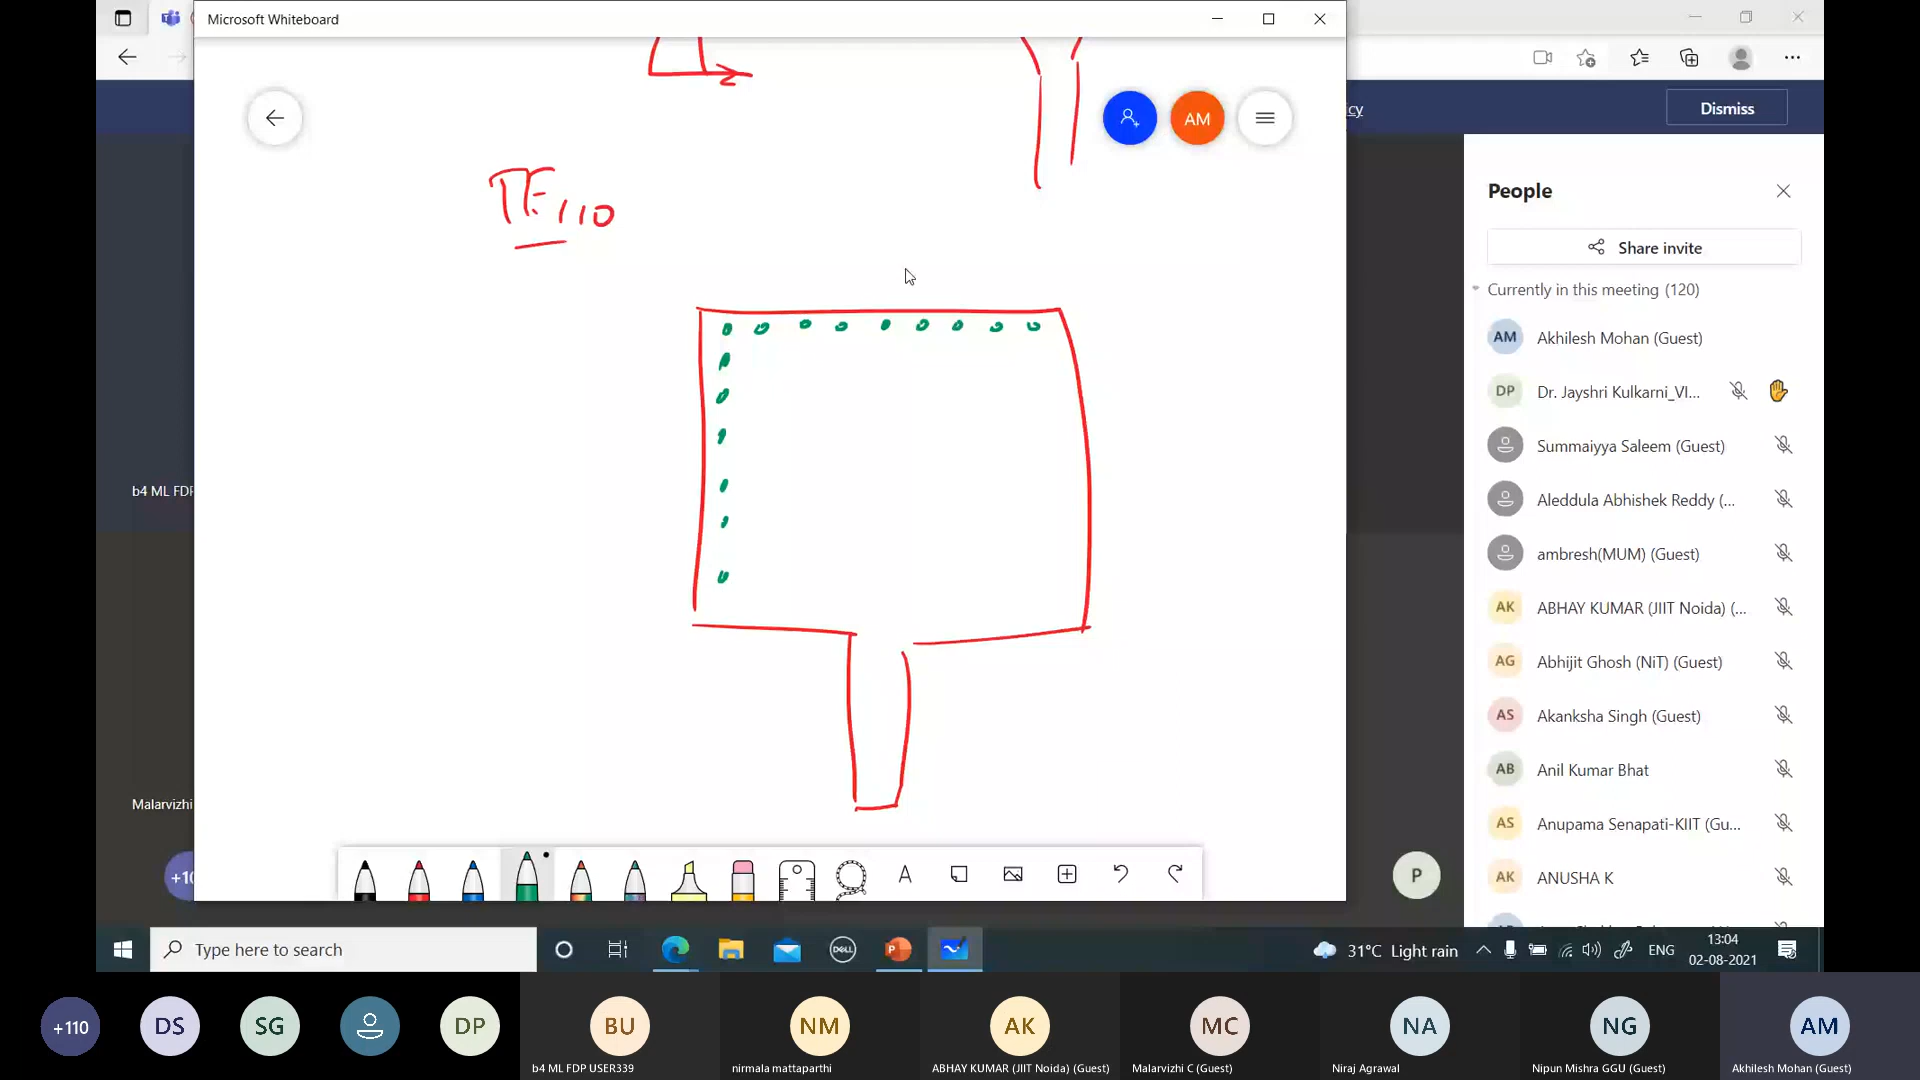 Microsoft Whiteboard
cy
Dismiss
AM
TE110
People
Share invite
Currently in this meeting (120)
AM Akhilesh Mohan (Guest)
DP Dr. Jayshri Kulkarni_VI...
Summaiyya Saleem (Guest)
Aleddula Abhishek Reddy (...
ambresh(MUM) (Guest)
AK ABHAY KUMAR (JIIT Noida) (...
AG Abhijit Ghosh (NiT) (Guest)
AS Akanksha Singh (Guest)
AB Anil Kumar Bhat
AS Anupama Senapati-KIIT (Gu...
AK ANUSHA K
b4 ML FDP
Malarvizhi
+10
P
A
Type here to search
DELL
31°C Light rain
ENG
13:04
02-08-2021
+110 DS SG DP BU NM AK MC NA NG AM
b4 ML FDP USER339
nirmala mattaparthi
ABHAY KUMAR (JIIT Noida) (Guest)
Malarvizhi C (Guest)
Niraj Agrawal
Nipun Mishra GGU (Guest)
Akhilesh Mohan (Guest)